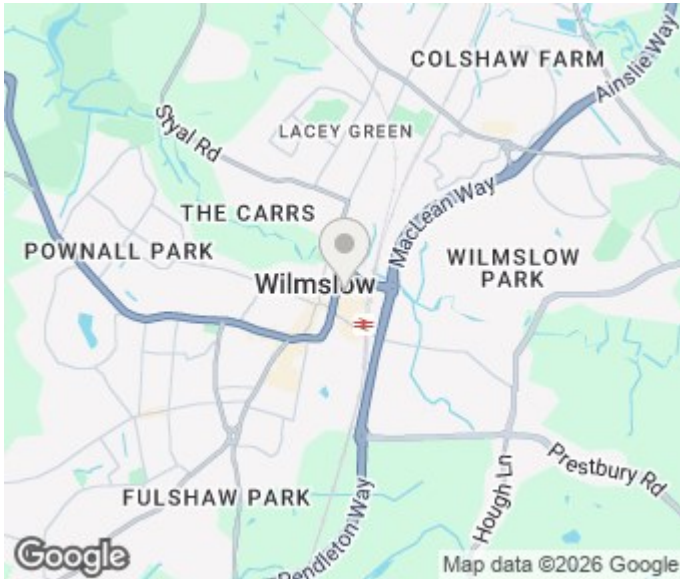 COLSHAW FARM
Ainslie Way
LACEY GREEN
Styal Rd
MacLean Way
THE CARRS
POWNALL PARK
WILMSLOW
PARK
Wilmslow
Prestbury Rd
Hough Ln
FULSHAW PARK
Pendleton Way
Google
Map data ©2026 Google